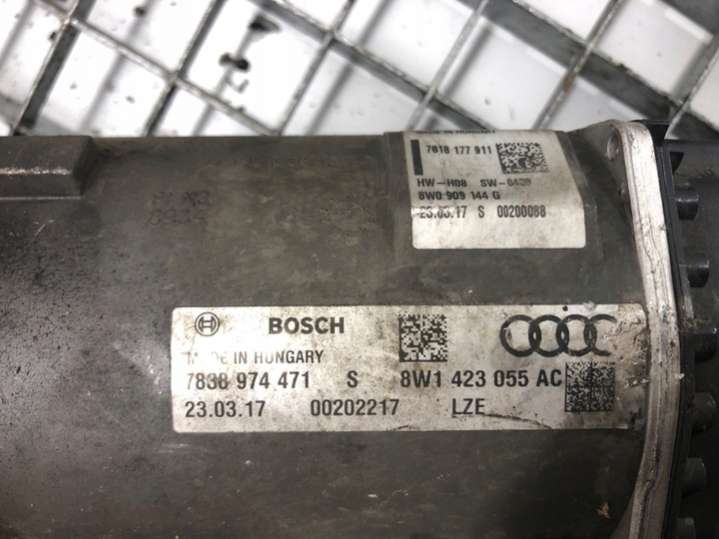 7818 177 911
HW-H08 SW-
8W0 909 144 G
23.03.17 S 00200088
BOSCH
MADE IN HUNGARY
7838 974 471 S 8W1 423 055 AC
23.03.17 00202217 LZE